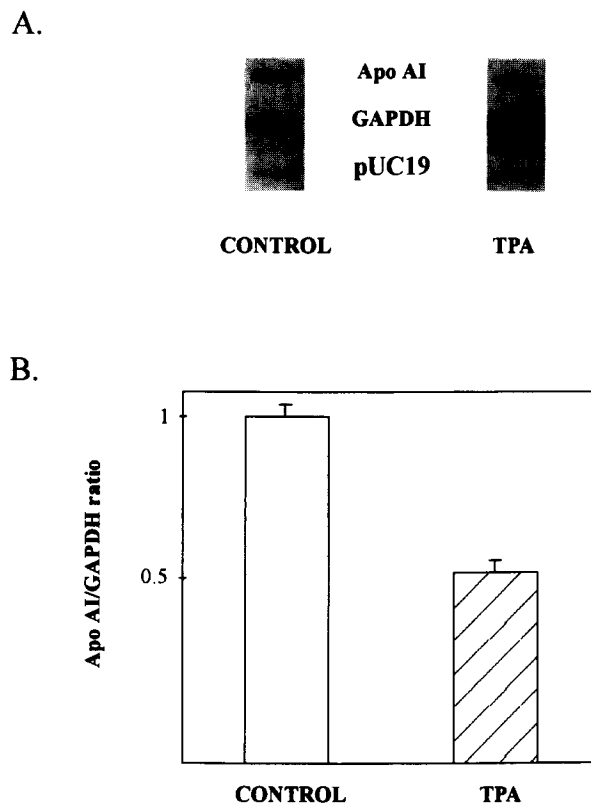 A.
Apo AI
GAPDH
pUC19
CONTROL TPA
B.
Apo AI/GAPDH ratio
1
0.5
CONTROL TPA